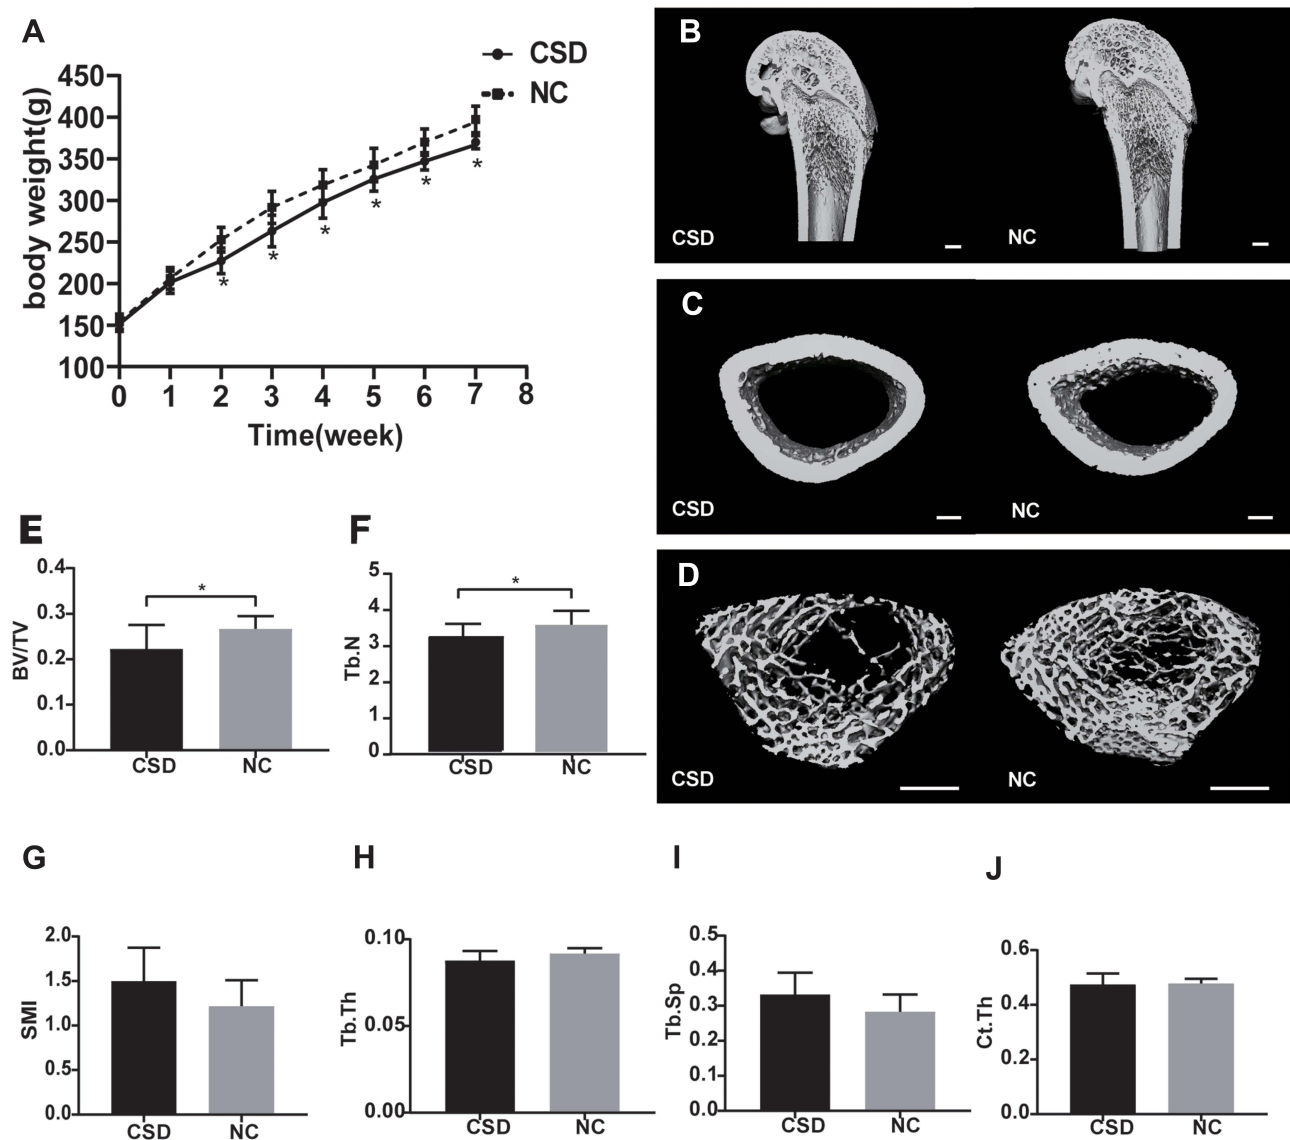 A
CSD
NC
450
400
350
300
250
200
150
100
body weight(g)
* * * * * *
0 1 2 3 4 5 6 7 8
Time(week)
B
CSD NC
C
CSD NC
D
CSD NC
E
0.4
0.3
0.2
0.1
0.0
BV/TV
*
CSD NC
F
5
4
3
2
1
0
Tb.N
*
CSD NC
G
2.0
1.5
1.0
0.5
0.0
SMI
CSD NC
H
0.10
0.05
0.00
Tb.Th
CSD NC
I
0.5
0.4
0.3
0.2
0.1
0.0
Tb.Sp
CSD NC
J
0.6
0.4
0.2
0.0
Ct.Th
CSD NC